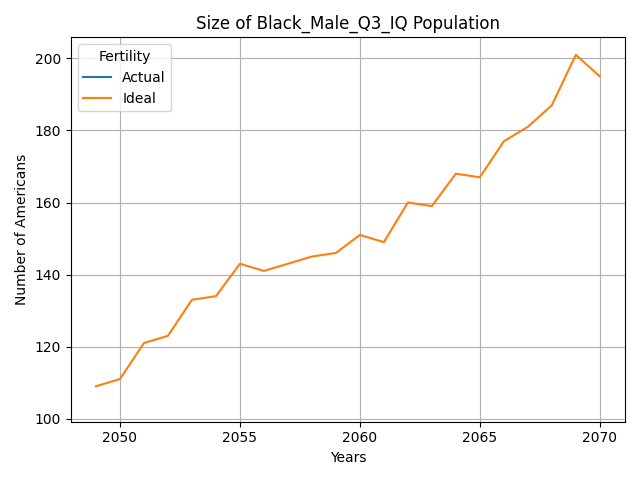 Size of Black_Male_Q3_IQ Population
Fertility
Actual
Ideal
Number of Americans
200
180
160
140
120
100
2050 2055 2060 2065 2070
Years